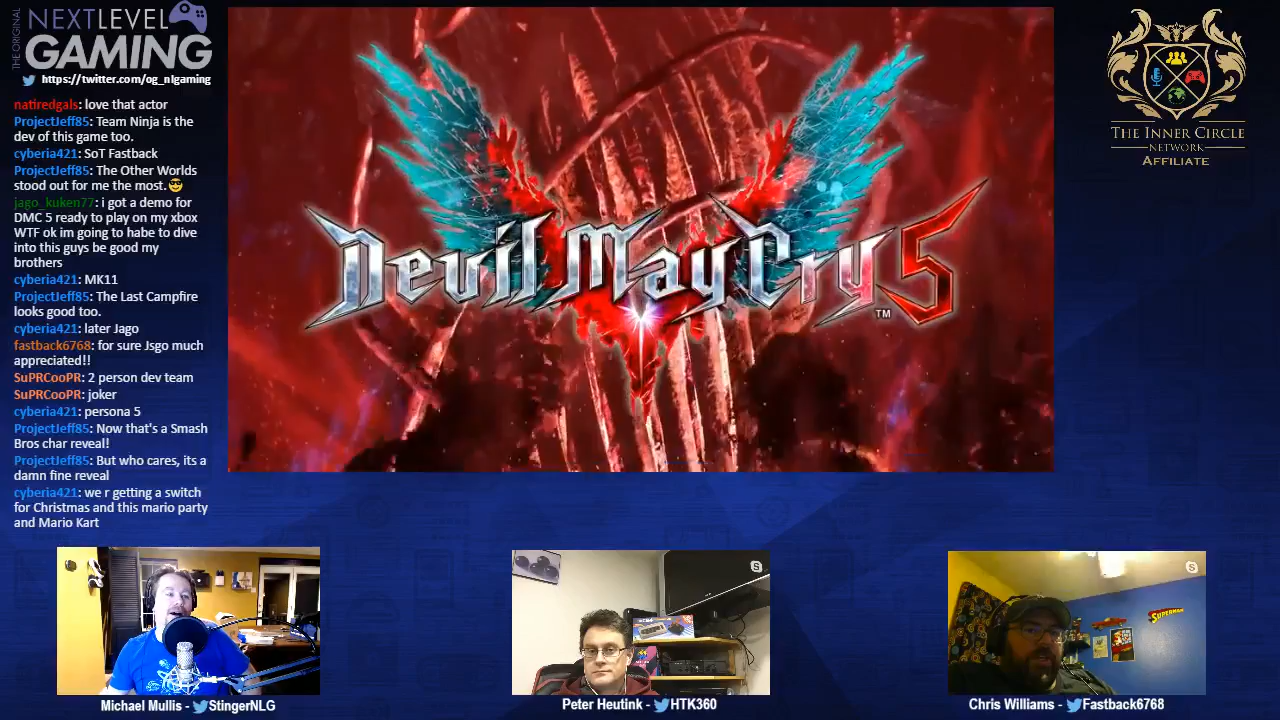 THE ORIGINAL
NEXTLEVEL
GAMING
https://twitter.com/og_nlgaming
natiredgals: love that actor
ProjectJeff85: Team Ninja is the
dev of this game too.
cyberia421: SoT Fastback
ProjectJeff85: The Other Worlds
stood out for me the most.😎
jago_kuken77: i got a demo for
DMC 5 ready to play on my xbox
WTF ok im going to habe to dive
into this guys be good my
brothers
cyberia421: MK11
ProjectJeff85: The Last Campfire
looks good too.
cyberia421: later Jago
fastback6768: for sure Jsgo much
appreciated!!
SuPRCooPR: 2 person dev team
SuPRCooPR: joker
cyberia421: persona 5
ProjectJeff85: Now that's a Smash
Bros char reveal!
ProjectJeff85: But who cares, its a
damn fine reveal
cyberia421: we r getting a switch
for Christmas and this mario party
and Mario Kart
Devil May Cry 5
TM
THE INNER CIRCLE
NETWORK
AFFILIATE
SUPERMAN
Michael Mullis - StingerNLG
Peter Heutink - HTK360
Chris Williams - Fastback6768